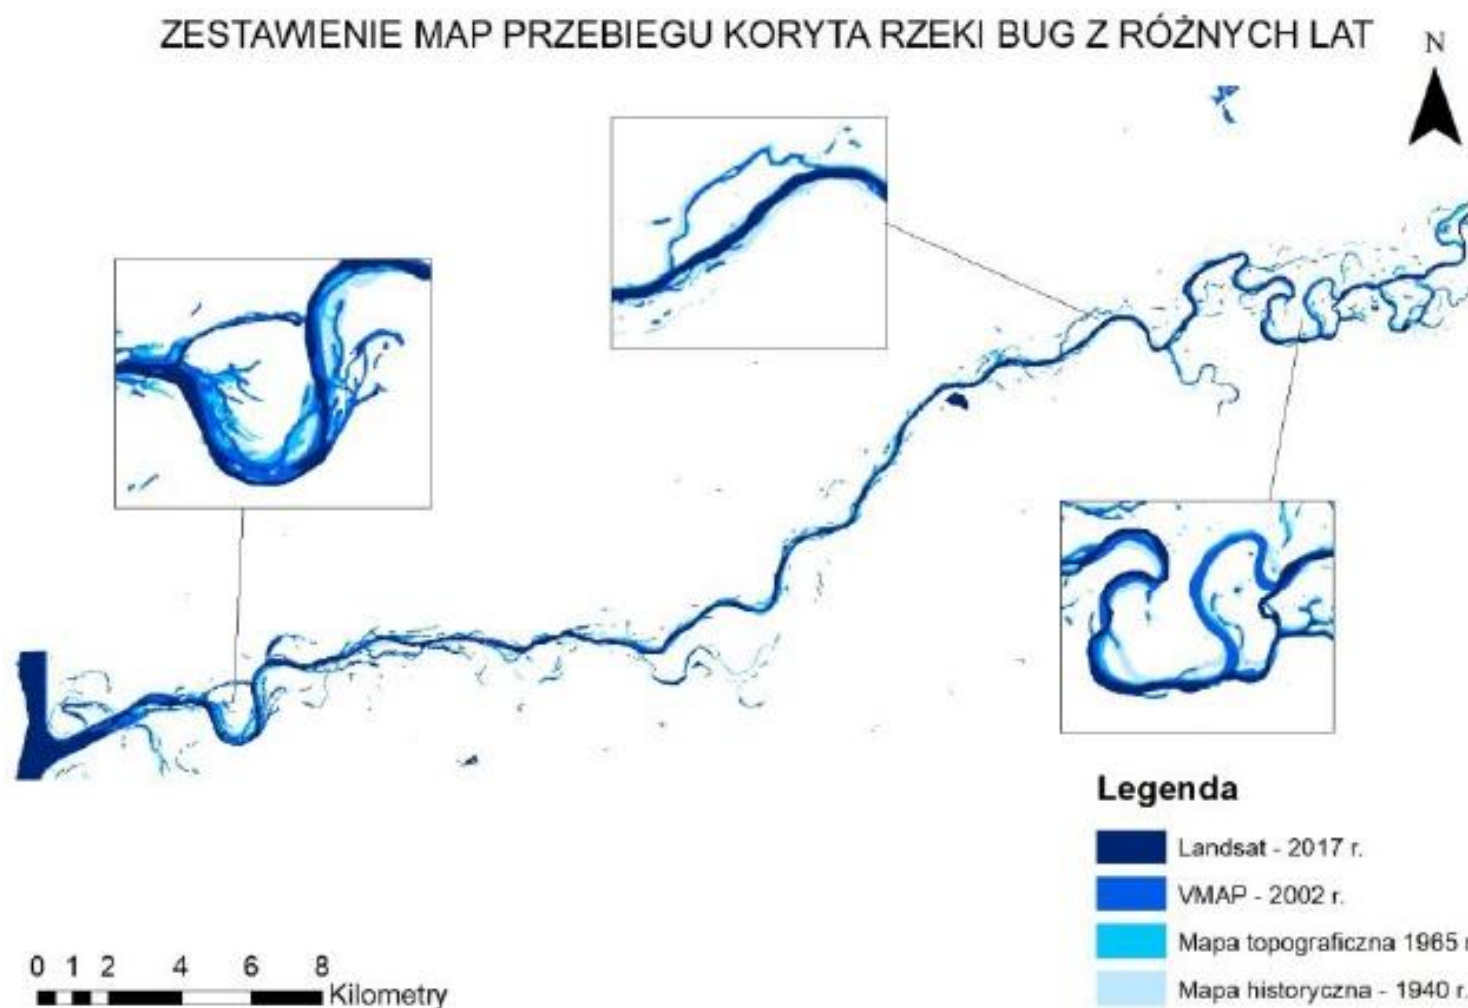 ZESTAWIENIE MAP PRZEBIEGU KORYTA RZEKI BUG Z RÓŻNYCH LAT
N
Legenda
Landsat - 2017 r.
VMAP - 2002 r.
Mapa topograficzna 1965 r
Mapa historyczna - 1940 r.
0 1 2 4 6 8
Kilometry